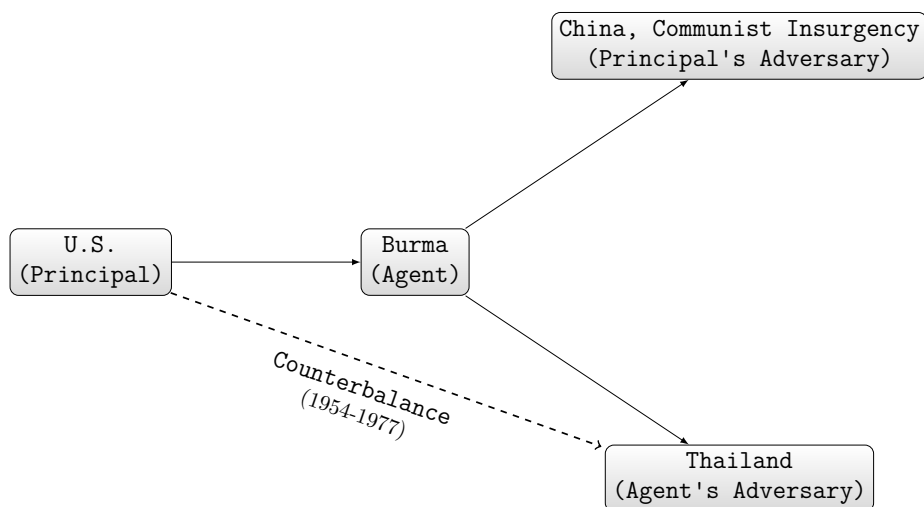 China, Communist Insurgency
(Principal's Adversary)
U.S.
(Principal)
Burma
(Agent)
Counterbalance
(1954-1977)
Thailand
(Agent's Adversary)